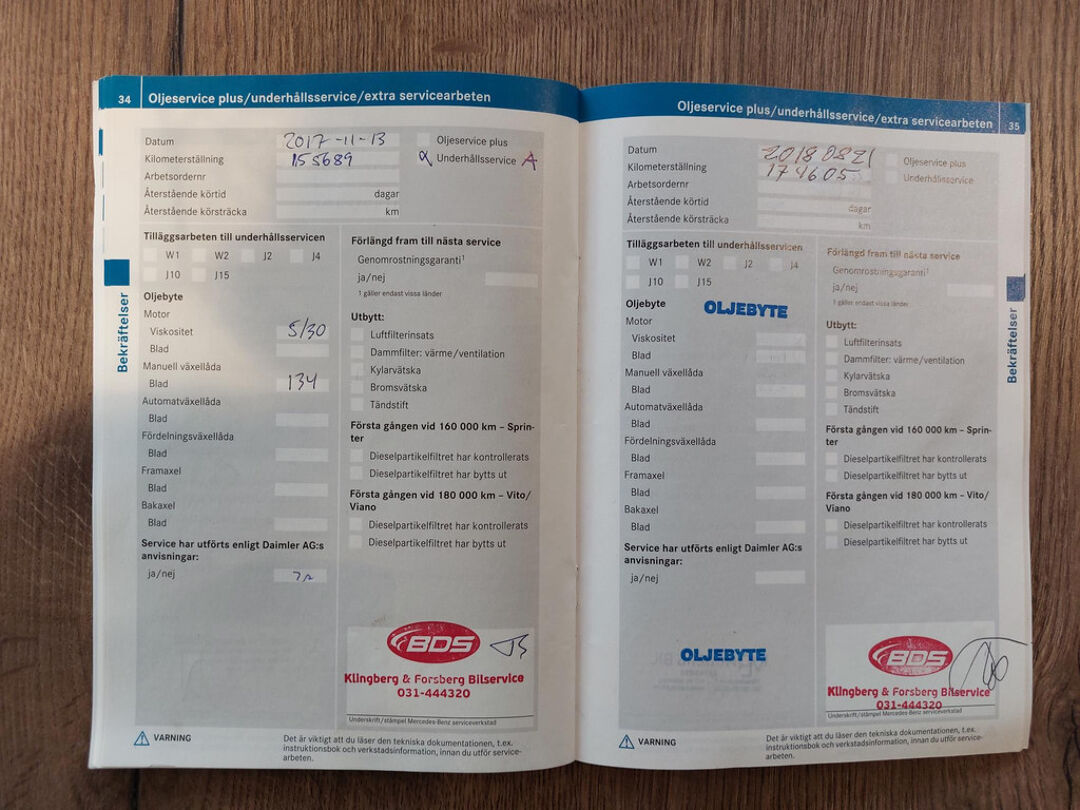 34 Oljeservice plus/underhållsservice/extra servicearbeten
Datum 2017-11-13
Kilometerställning 155689
Arbetsordernr
Återstående körtid dagar
Återstående körsträcka km
Oljeservice plus
α Underhållsservice A
Tilläggsarbeten till underhållsservicen
W1 W2 J2 J4
J10 J15
Oljebyte
Motor
Viskositet 5/30
Blad
Manuell växellåda
Blad 134
Automatväxellåda
Blad
Fördelningsväxellåda
Blad
Framaxel
Blad
Bakaxel
Blad
Service har utförts enligt Daimler AG:s
anvisningar:
ja/nej Ja
Förlängd fram till nästa service
Genomrostningsgaranti¹
ja/nej
¹ gäller endast vissa länder
Utbytt:
Luftfilterinsats
Dammfilter: värme/ventilation
Kylarvätska
Bromsvätska
Tändstift
Första gången vid 160 000 km – Sprin-
ter
Dieselpartikelfiltret har kontrollerats
Dieselpartikelfiltret har bytts ut
Första gången vid 180 000 km – Vito/
Viano
Dieselpartikelfiltret har kontrollerats
Dieselpartikelfiltret har bytts ut
BDS
Klingberg & Forsberg Bilservice
031-444320
Underskrift/stämpel Mercedes-Benz serviceverkstad
Bekräftelser
VARNING
Det är viktigt att du läser den tekniska dokumentationen, t.ex.
instruktionsbok och verkstadsinformation, innan du utför service-
arbeten.
Oljeservice plus/underhållsservice/extra servicearbeten 35
Datum 20180821
Kilometerställning 174605
Arbetsordernr
Återstående körtid dagar
Återstående körsträcka km
Oljeservice plus
Underhållsservice
Tilläggsarbeten till underhållsservicen
W1 W2 J2 J4
J10 J15
Oljebyte OLJEBYTE
Motor
Viskositet
Blad
Manuell växellåda
Blad
Automatväxellåda
Blad
Fördelningsväxellåda
Blad
Framaxel
Blad
Bakaxel
Blad
Service har utförts enligt Daimler AG:s
anvisningar:
ja/nej
OLJEBYTE
Förlängd fram till nästa service
Genomrostningsgaranti¹
ja/nej
¹ gäller endast vissa länder
Utbytt:
Luftfilterinsats
Dammfilter: värme/ventilation
Kylarvätska
Bromsvätska
Tändstift
Första gången vid 160 000 km – Sprin-
ter
Dieselpartikelfiltret har kontrollerats
Dieselpartikelfiltret har bytts ut
Första gången vid 180 000 km – Vito/
Viano
Dieselpartikelfiltret har kontrollerats
Dieselpartikelfiltret har bytts ut
BDS
Klingberg & Forsberg Bilservice
031-444320
Underskrift/stämpel Mercedes-Benz serviceverkstad
Bekräftelser
VARNING
Det är viktigt att du läser den tekniska dokumentationen, t.ex.
instruktionsbok och verkstadsinformation, innan du utför service-
arbeten.